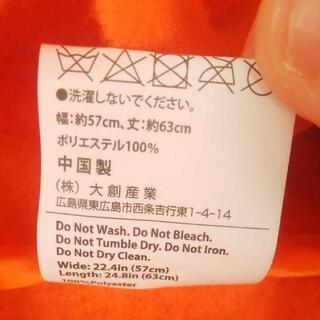 ●洗濯しないでください。
幅:約57cm、丈:約63cm
ポリエステル100%
中国製
(株) 大創産業
広島県東広島市西条吉行東1-4-14
Do Not Wash. Do Not Bleach.
Do Not Tumble Dry. Do Not Iron.
Do Not Dry Clean.
Wide: 22.4in (57cm)
Length: 24.8in (63cm)
100%Polyester